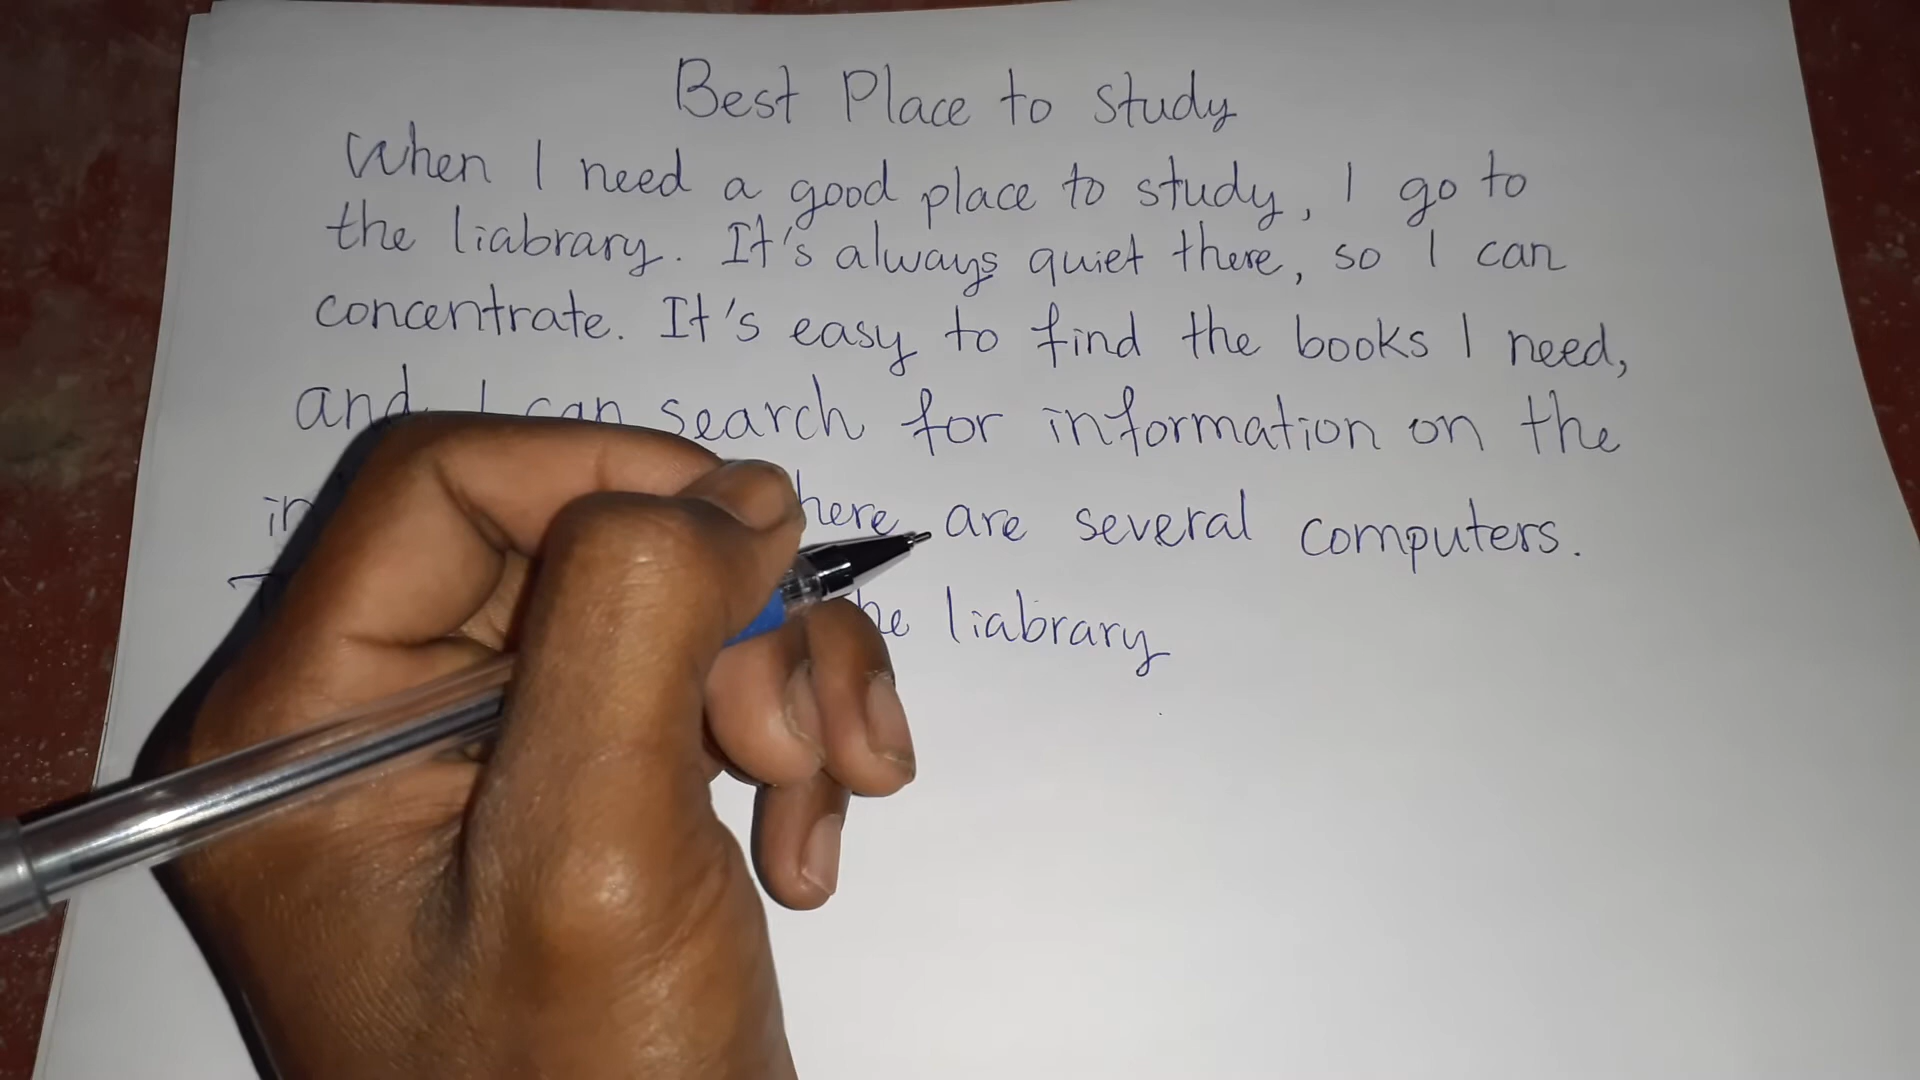 Best Place to study
When I need a good place to study, I go to
the liabrary. It's always quiet there, so I can
concentrate. It's easy to find the books I need,
and I can search for information on the
are several computers.
liabrary